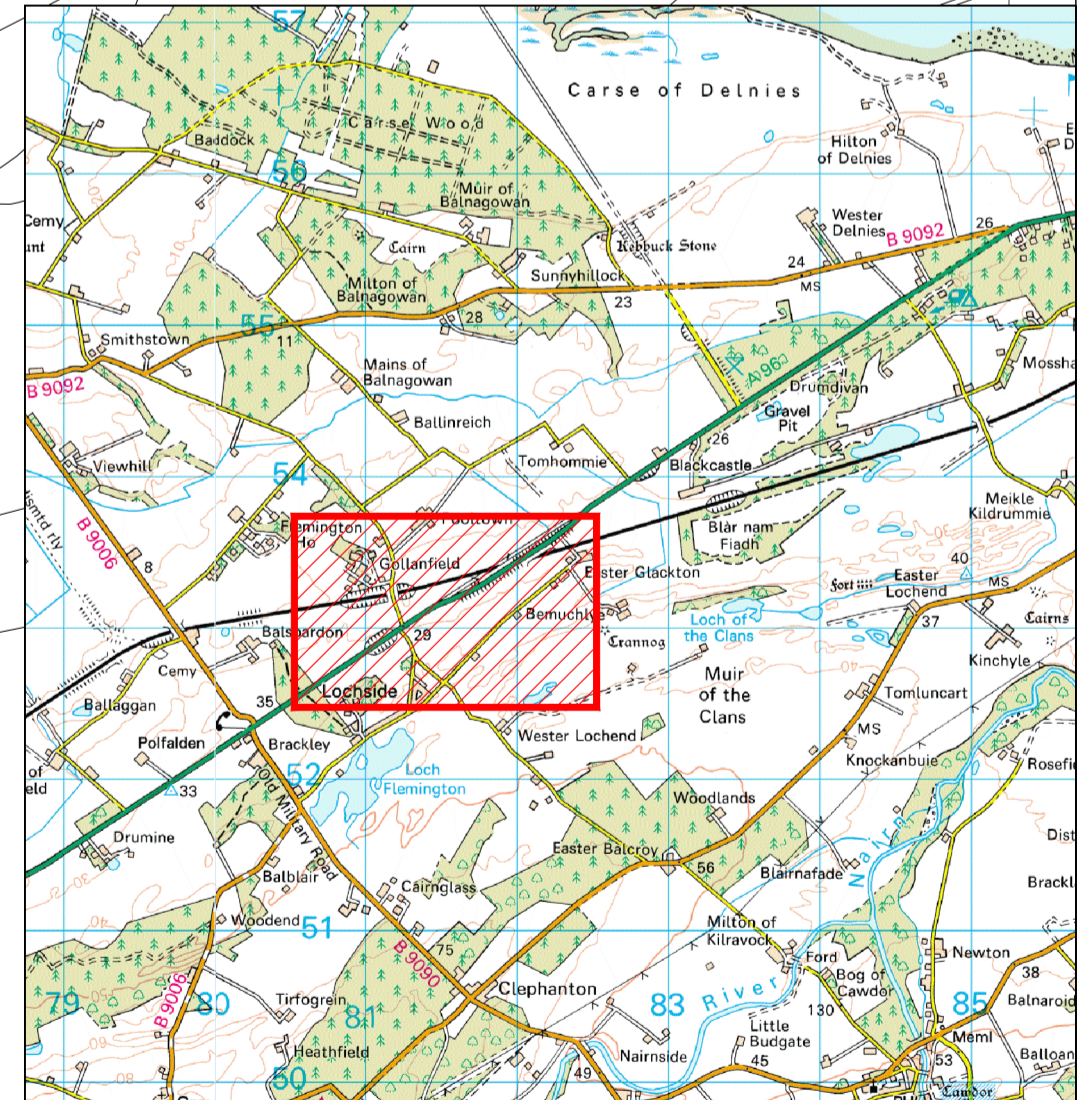 57
Carse of Delnies
Carse Wood
Baddock
Hilton
of Delnies
56
Muir of
Balnagowan
Cemy
Cairn
Kebbuck Stone
Wester
Delnies
B 9092
26
Sunnyhillock
24
MS
Milton of
Balnagowan
23
28
55
11
Smithstown
B 9092
Mains of
Balnagowan
A 96
Drumdivan
Mossha
Gravel
Pit
Ballinreich
26
Viewhill
54
Tomhommie
Blackcastle
Meikle
Kildrummie
B 9006
Flemington
Ho
Blàr nam
Fiadh
8
Gollanfield
40
Easter Glackton
Fort
Easter
Lochend
MS
Bemuchlye
Loch of
the Clans
37
Cairns
29
Balspardon
Crannog
Kinchyle
Cemy
Lochside
Muir
of the
Clans
Ballaggan
35
Tomluncart
Polfalden
Brackley
Wester Lochend
MS
Knockanbuie
of
eld
52
Loch
Flemington
33
Old Military Road
Woodlands
Drumine
Easter Balcroy
56
Blairnafade
Nairn
Balblair
Cairnglass
Brackl
Woodend
51
Milton of
Kilravock
B 9090
75
Ford
Newton
Bog of
Cawdor
38
79
80
B 9006
81
Tirfogrein
Clephanton
83
River
130
85
Balnaroid
Little
Budgate
Meml
Heathfield
Nairnside
45
53
Balloan
50
49
Cawdor